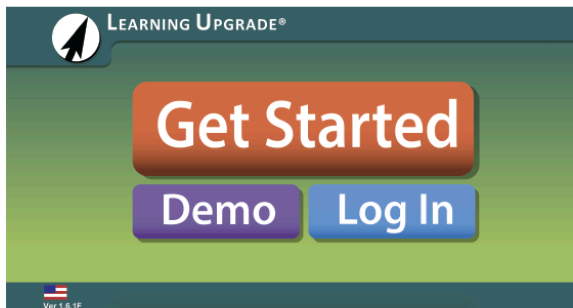 LEARNING UPGRADE®
Get Started
Demo
Log In
Ver 1.6.1F